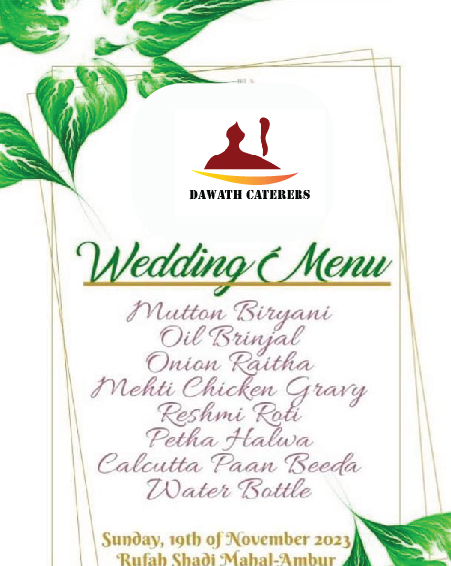 DAWATH CATERERS
Wedding Menu
Mutton Biryani
Oil Brinjal
Onion Raitha
Mehti Chicken Gravy
Reshmi Roti
Petha Halwa
Calcutta Paan Beeda
Water Bottle
Sunday, 19th of November 2023
Rufah Shadi Mahal-Ambur